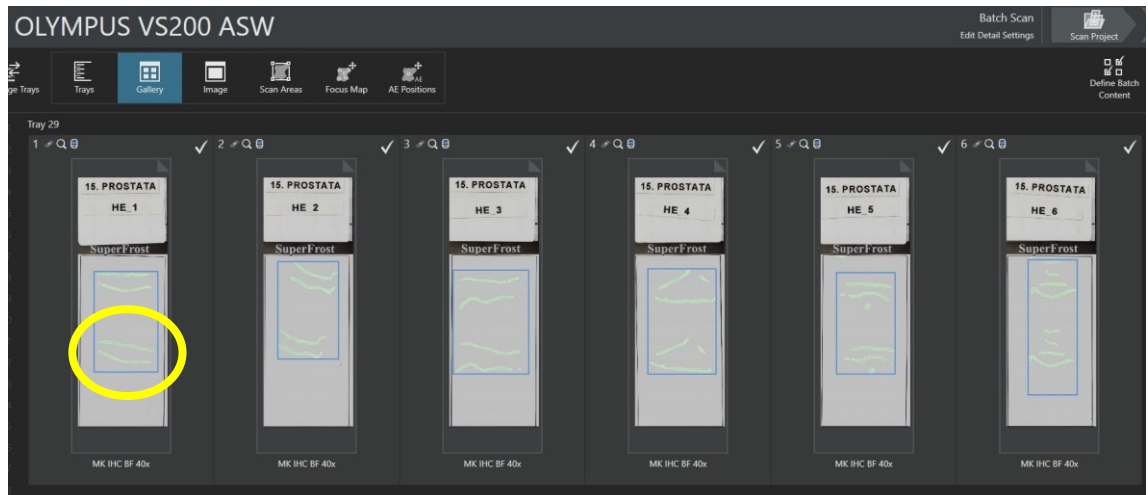 OLYMPUS VS200 ASW
Batch Scan
Edit Detail Settings
Scan Project
Trays
Gallery
Image
Scan Areas
Focus Map
AE Positions
Define Batch
Content
Tray 29
1
2
3
4
5
6
15. PROSTATA
HE_1
SuperFrost
MK IHC BF 40x
15. PROSTATA
HE_2
SuperFrost
MK IHC BF 40x
15. PROSTATA
HE_3
SuperFrost
MK IHC BF 40x
15. PROSTATA
HE_4
SuperFrost
MK IHC BF 40x
15. PROSTATA
HE_5
SuperFrost
MK IHC BF 40x
15. PROSTATA
HE_6
SuperFrost
MK IHC BF 40x